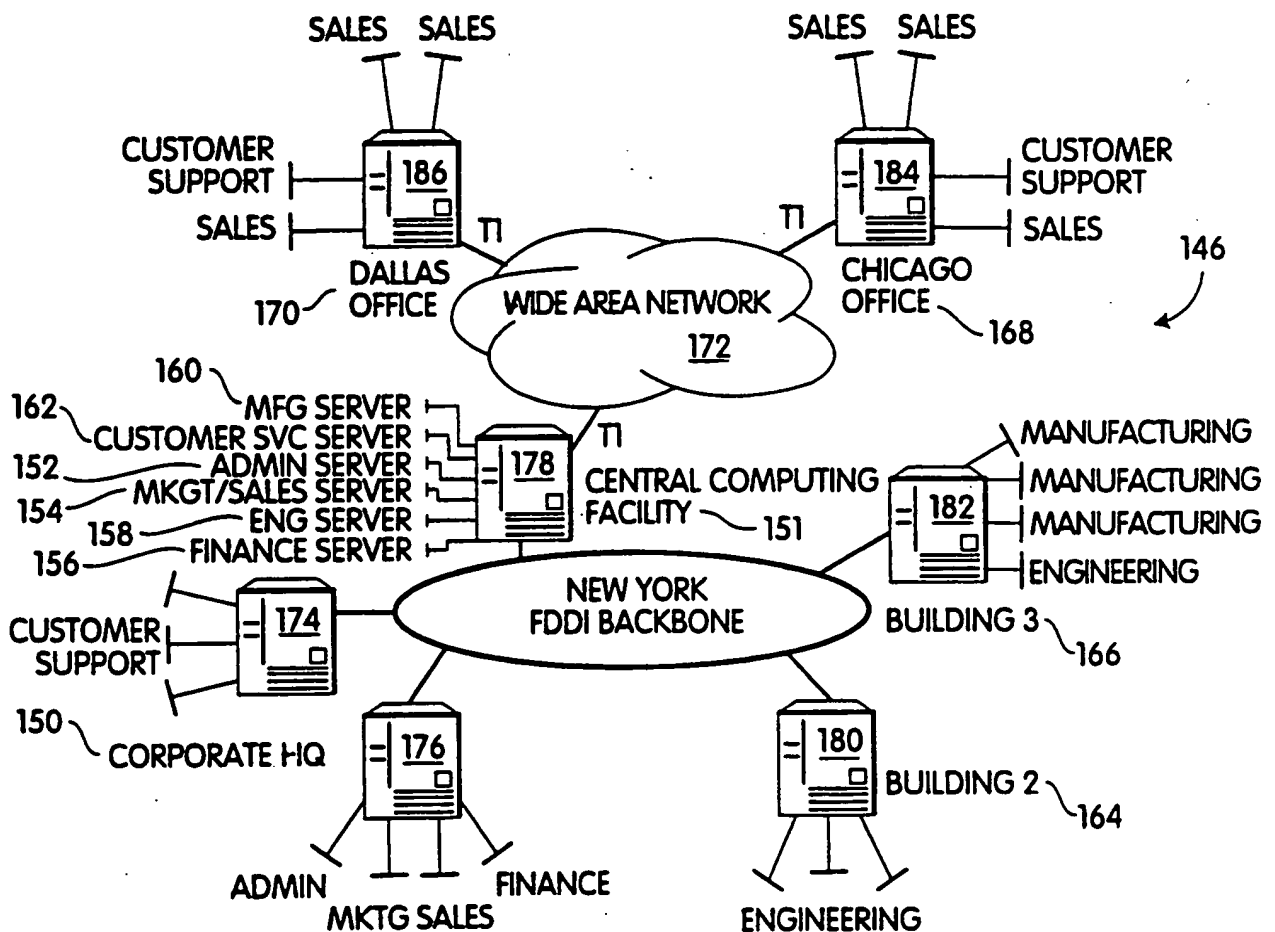 SALES SALES
SALES SALES
CUSTOMER
SUPPORT
186
SALES
T1
DALLAS
OFFICE
170
184
CUSTOMER
SUPPORT
T1
SALES
CHICAGO
OFFICE
168
146
WIDE AREA NETWORK
172
160
MFG SERVER
162
CUSTOMER SVC SERVER
152
ADMIN SERVER
154
MKGT/SALES SERVER
158
ENG SERVER
156
FINANCE SERVER
178
T1
CENTRAL COMPUTING
FACILITY
151
MANUFACTURING
MANUFACTURING
182
MANUFACTURING
ENGINEERING
BUILDING 3
166
NEW YORK
FDDI BACKBONE
174
CUSTOMER
SUPPORT
150
CORPORATE HQ
176
ADMIN
MKTG SALES
FINANCE
180
BUILDING 2
164
ENGINEERING